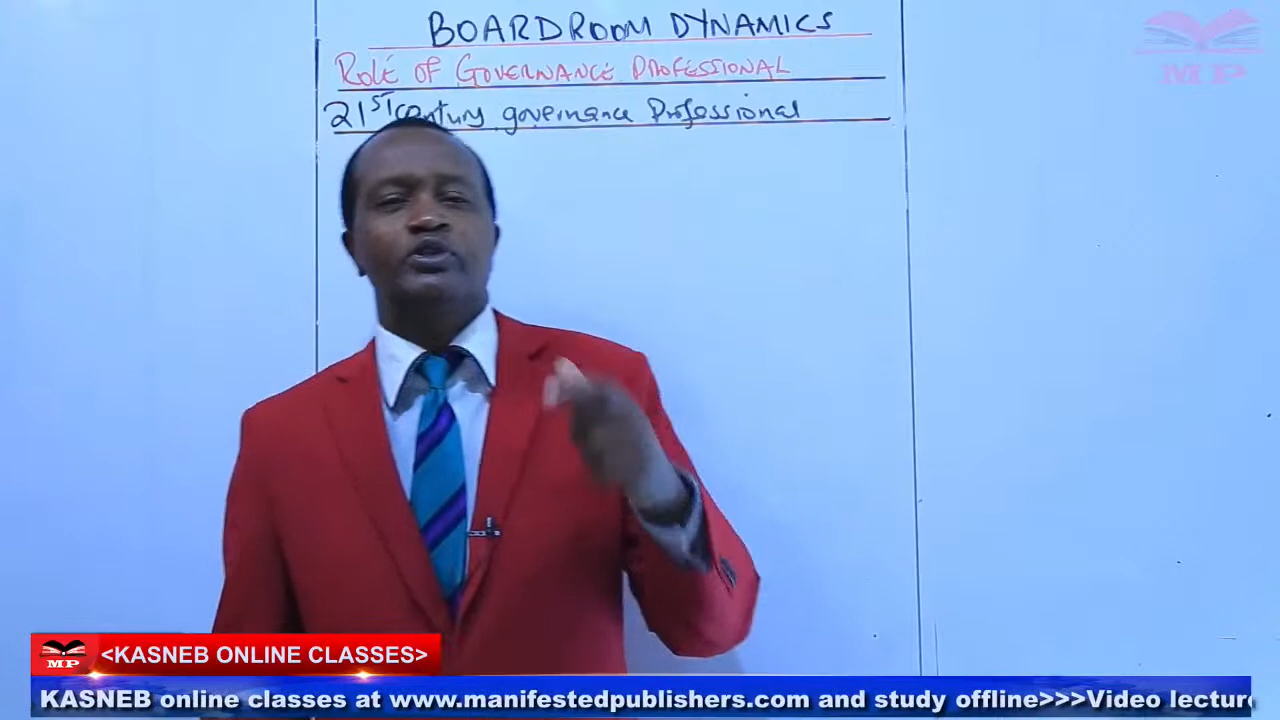 BOARDROOM DYNAMICS
ROLE OF GOVERNANCE PROFESSIONAL
21ST century governance Professional
MP
MP <KASNEB ONLINE CLASSES>
KASNEB online classes at www.manifestedpublishers.com and study offline>>>Video lecture